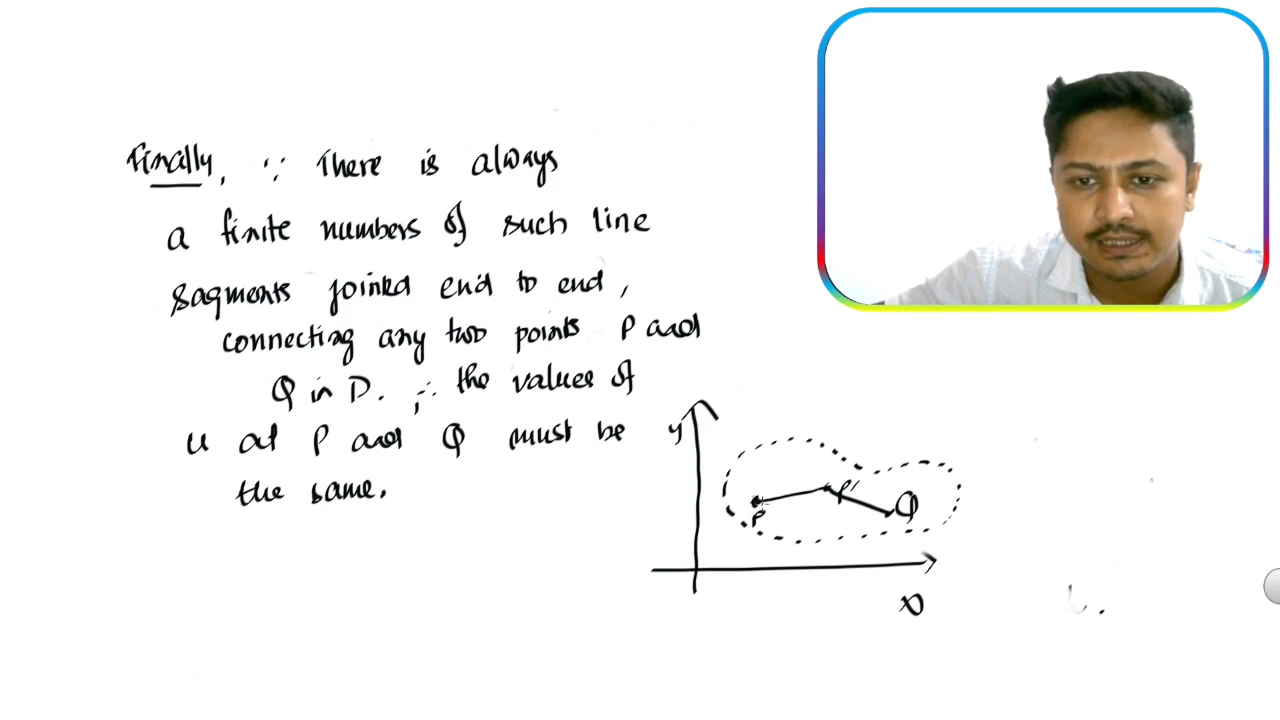 Finally, ∵ There is always
a finite numbers of such line
sagments joined end to end,
connecting any two points P and
Q in D. ∴ the values of
u at P and Q must be
the same.
y
P P' Q
x